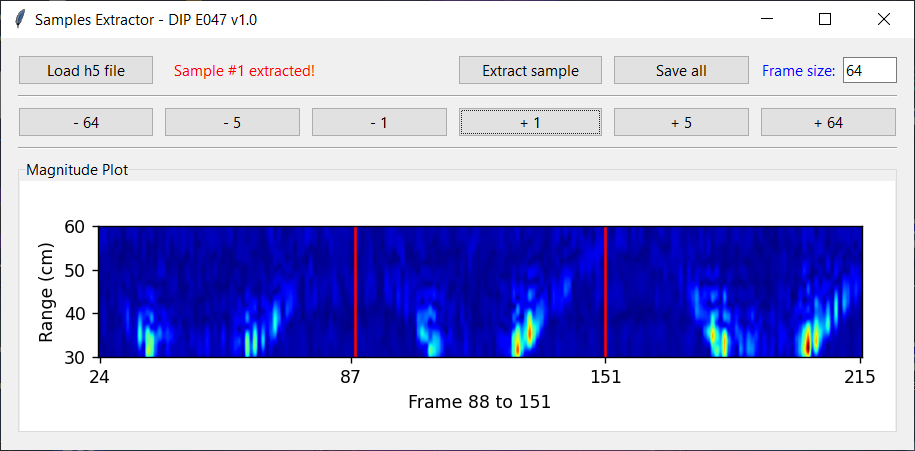 Samples Extractor - DIP E047 v1.0
Load h5 file Sample #1 extracted! Extract sample Save all Frame size: 64
- 64 - 5 - 1 + 1 + 5 + 64
Magnitude Plot
60
50
40
30
Range (cm)
24 87 151 215
Frame 88 to 151